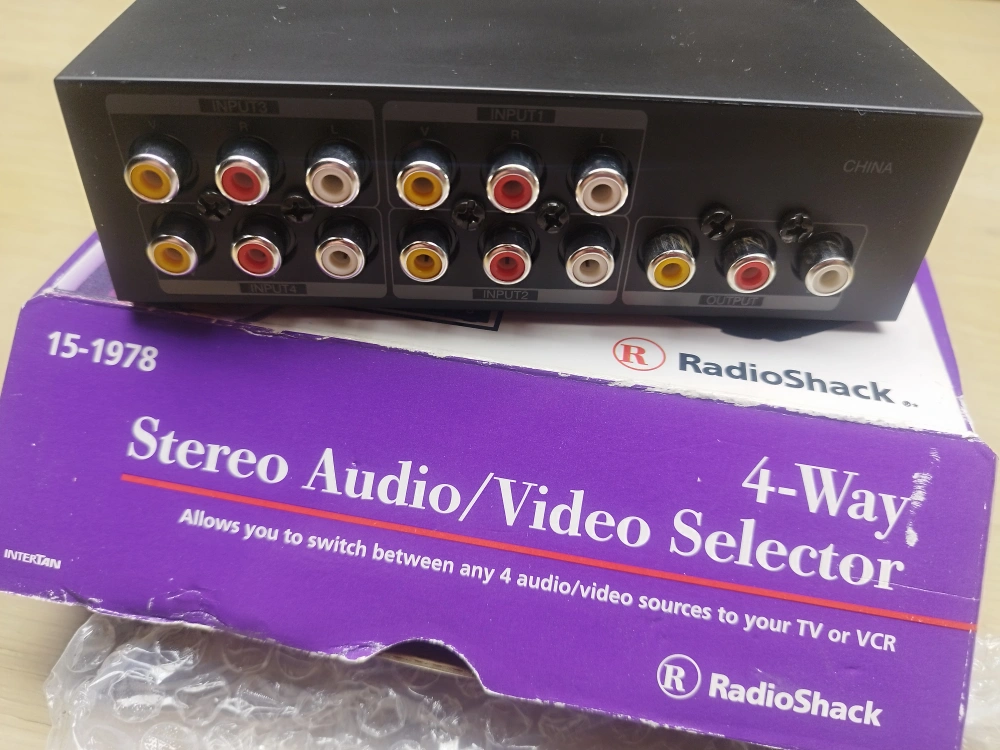 INPUT3
INPUT1
V R L
V R L
CHINA
INPUT4
INPUT2
OUTPUT
15-1978
R RadioShack
4-Way
Stereo Audio/Video Selector
Allows you to switch between any 4 audio/video sources to your TV or VCR
INTERTAN
R RadioShack